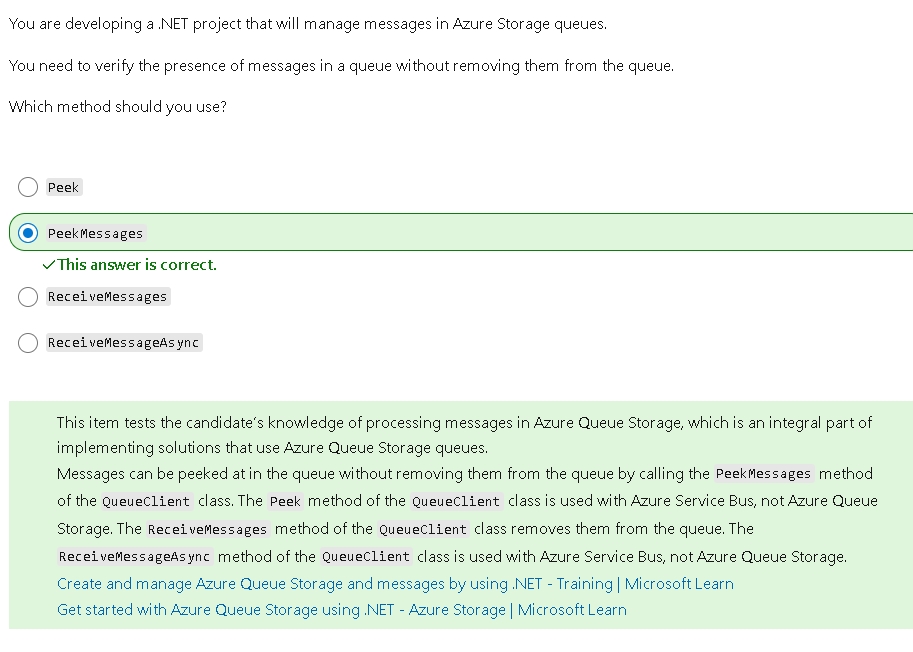 You are developing a .NET project that will manage messages in Azure Storage queues.
You need to verify the presence of messages in a queue without removing them from the queue.
Which method should you use?
Peek
PeekMessages
✓This answer is correct.
ReceiveMessages
ReceiveMessageAsync
This item tests the candidate's knowledge of processing messages in Azure Queue Storage, which is an integral part of
implementing solutions that use Azure Queue Storage queues.
Messages can be peeked at in the queue without removing them from the queue by calling the PeekMessages method
of the QueueClient class. The Peek method of the QueueClient class is used with Azure Service Bus, not Azure Queue
Storage. The ReceiveMessages method of the QueueClient class removes them from the queue. The
ReceiveMessageAsync method of the QueueClient class is used with Azure Service Bus, not Azure Queue Storage.
Create and manage Azure Queue Storage and messages by using .NET - Training | Microsoft Learn
Get started with Azure Queue Storage using .NET - Azure Storage | Microsoft Learn